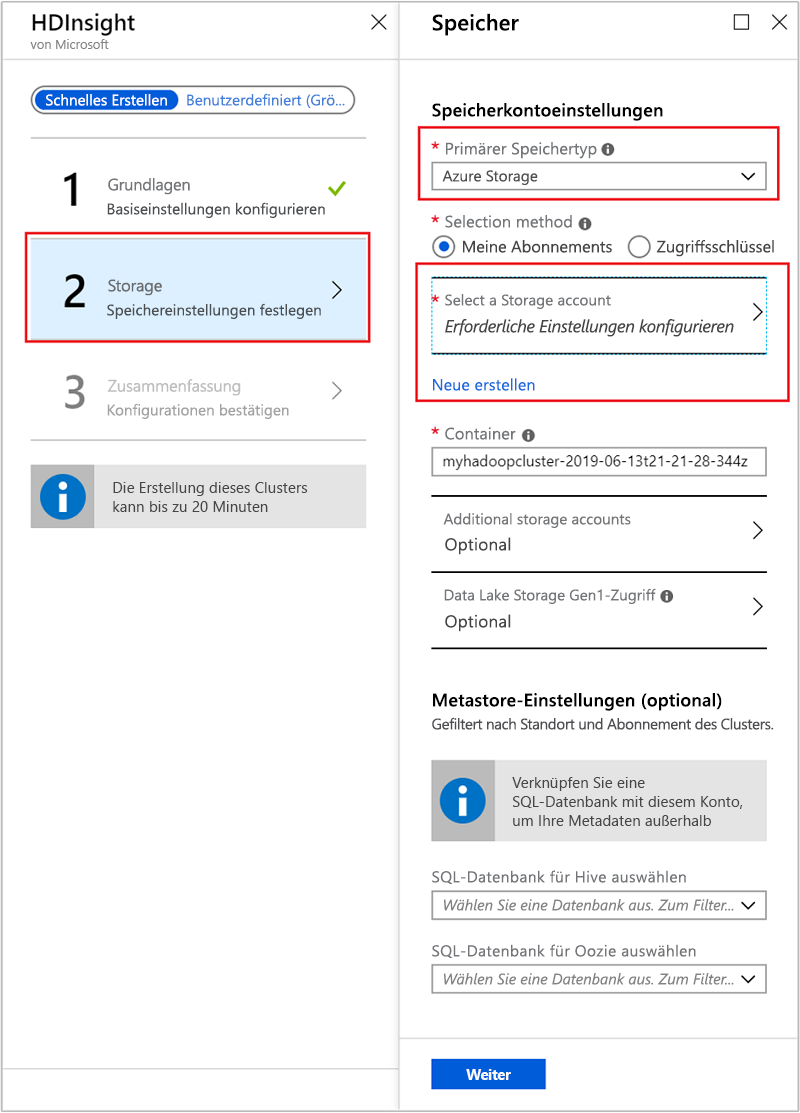 HDInsight
von Microsoft
Schnelles Erstellen
Benutzerdefiniert (Grö...
1
Grundlagen
Basiseinstellungen konfigurieren
2
Storage
Speichereinstellungen festlegen
3
Zusammenfassung
Konfigurationen bestätigen
Die Erstellung dieses Clusters
kann bis zu 20 Minuten
Speicher
Speicherkontoeinstellungen
* Primärer Speichertyp
Azure Storage
* Selection method
Meine Abonnements
Zugriffsschlüssel
* Select a Storage account
Erforderliche Einstellungen konfigurieren
Neue erstellen
* Container
myhadoopcluster-2019-06-13t21-21-28-344z
Additional storage accounts
Optional
Data Lake Storage Gen1-Zugriff
Optional
Metastore-Einstellungen (optional)
Gefiltert nach Standort und Abonnement des Clusters.
Verknüpfen Sie eine
SQL-Datenbank mit diesem Konto,
um Ihre Metadaten außerhalb
SQL-Datenbank für Hive auswählen
Wählen Sie eine Datenbank aus. Zum Filter...
SQL-Datenbank für Oozie auswählen
Wählen Sie eine Datenbank aus. Zum Filter...
Weiter